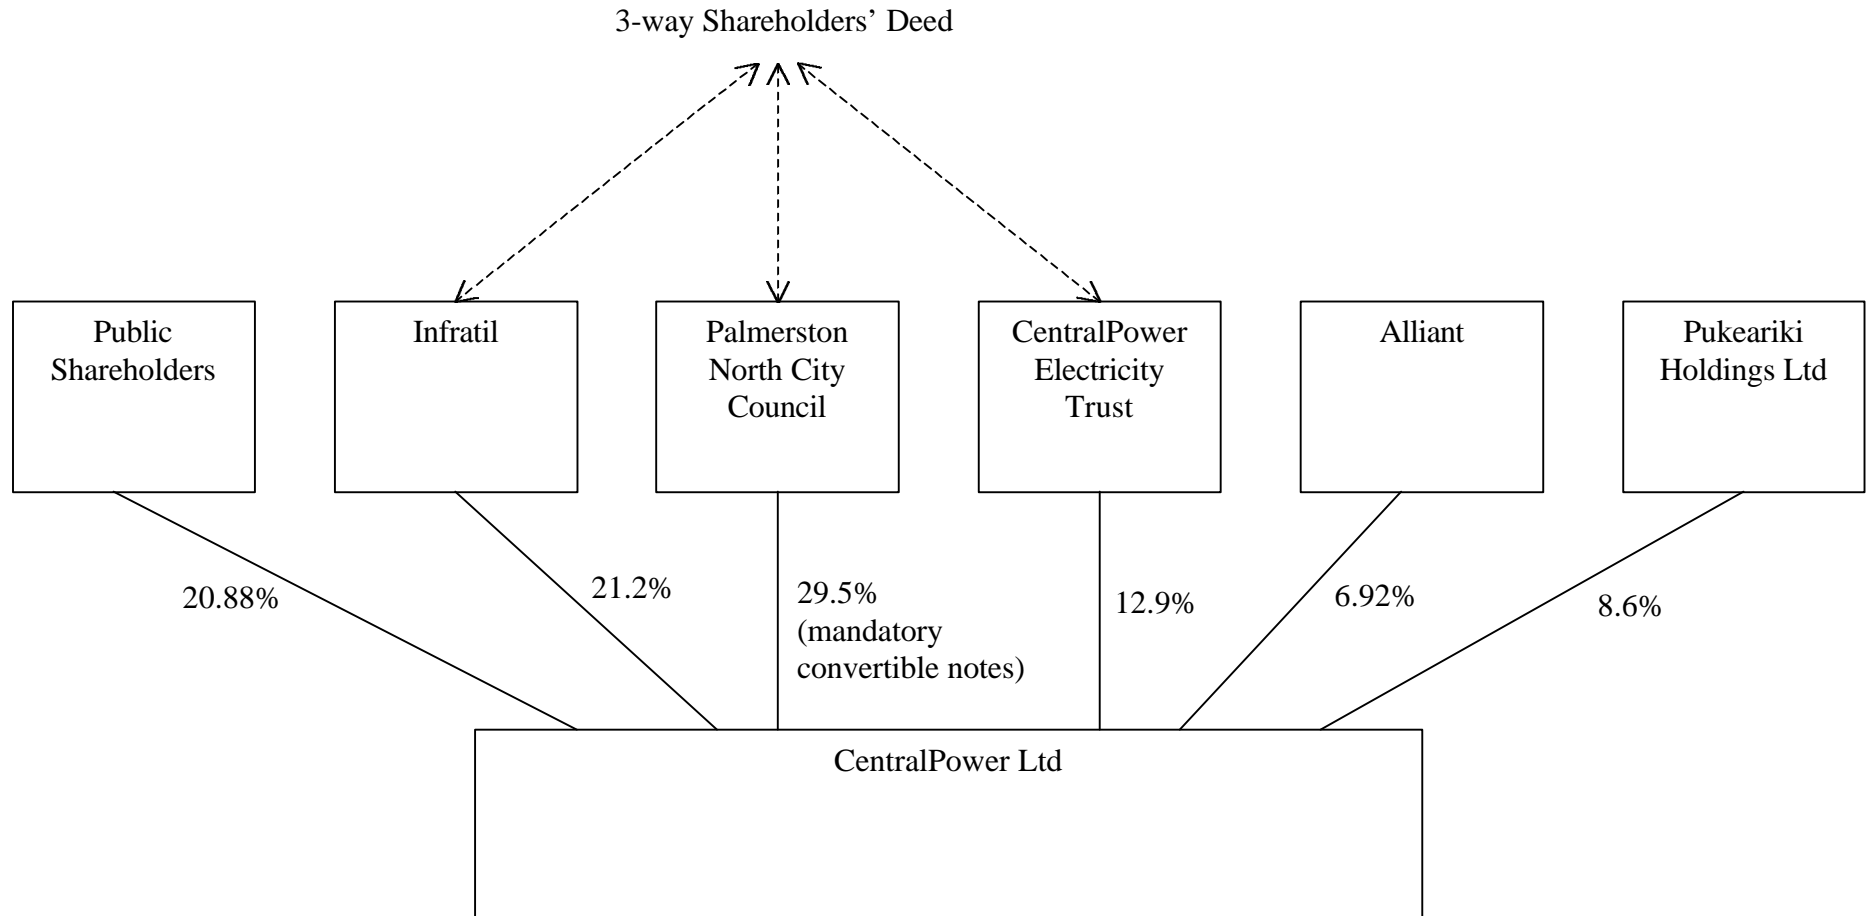 3-way Shareholders’ Deed
Public
Shareholders
Infratil
Palmerston
North City
Council
CentralPower
Electricity
Trust
Alliant
Pukeariki
Holdings Ltd
20.88%
21.2%
29.5%
(mandatory
convertible notes)
12.9%
6.92%
8.6%
CentralPower Ltd